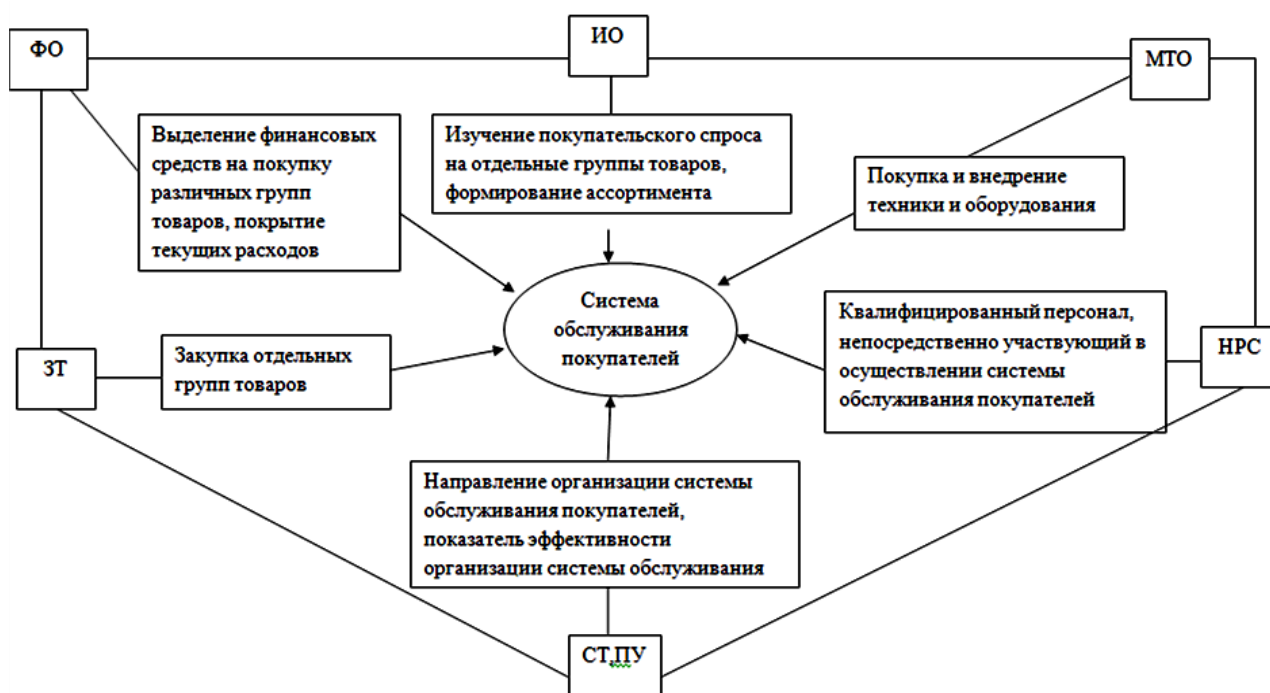 ФО
ИО
МТО
Выделение финансовых
средств на покупку
различных групп
товаров, покрытие
текущих расходов
Изучение покупательского спроса
на отдельные группы товаров,
формирование ассортимента
Покупка и внедрение
техники и оборудования
Система
обслуживания
покупателей
Квалифицированный персонал,
непосредственно участвующий в
осуществлении системы
обслуживания покупателей
НРС
ЗТ
Закупка отдельных
групп товаров
Направление организации системы
обслуживания покупателей,
показатель эффективности
организации системы обслуживания
СТ,ПУ